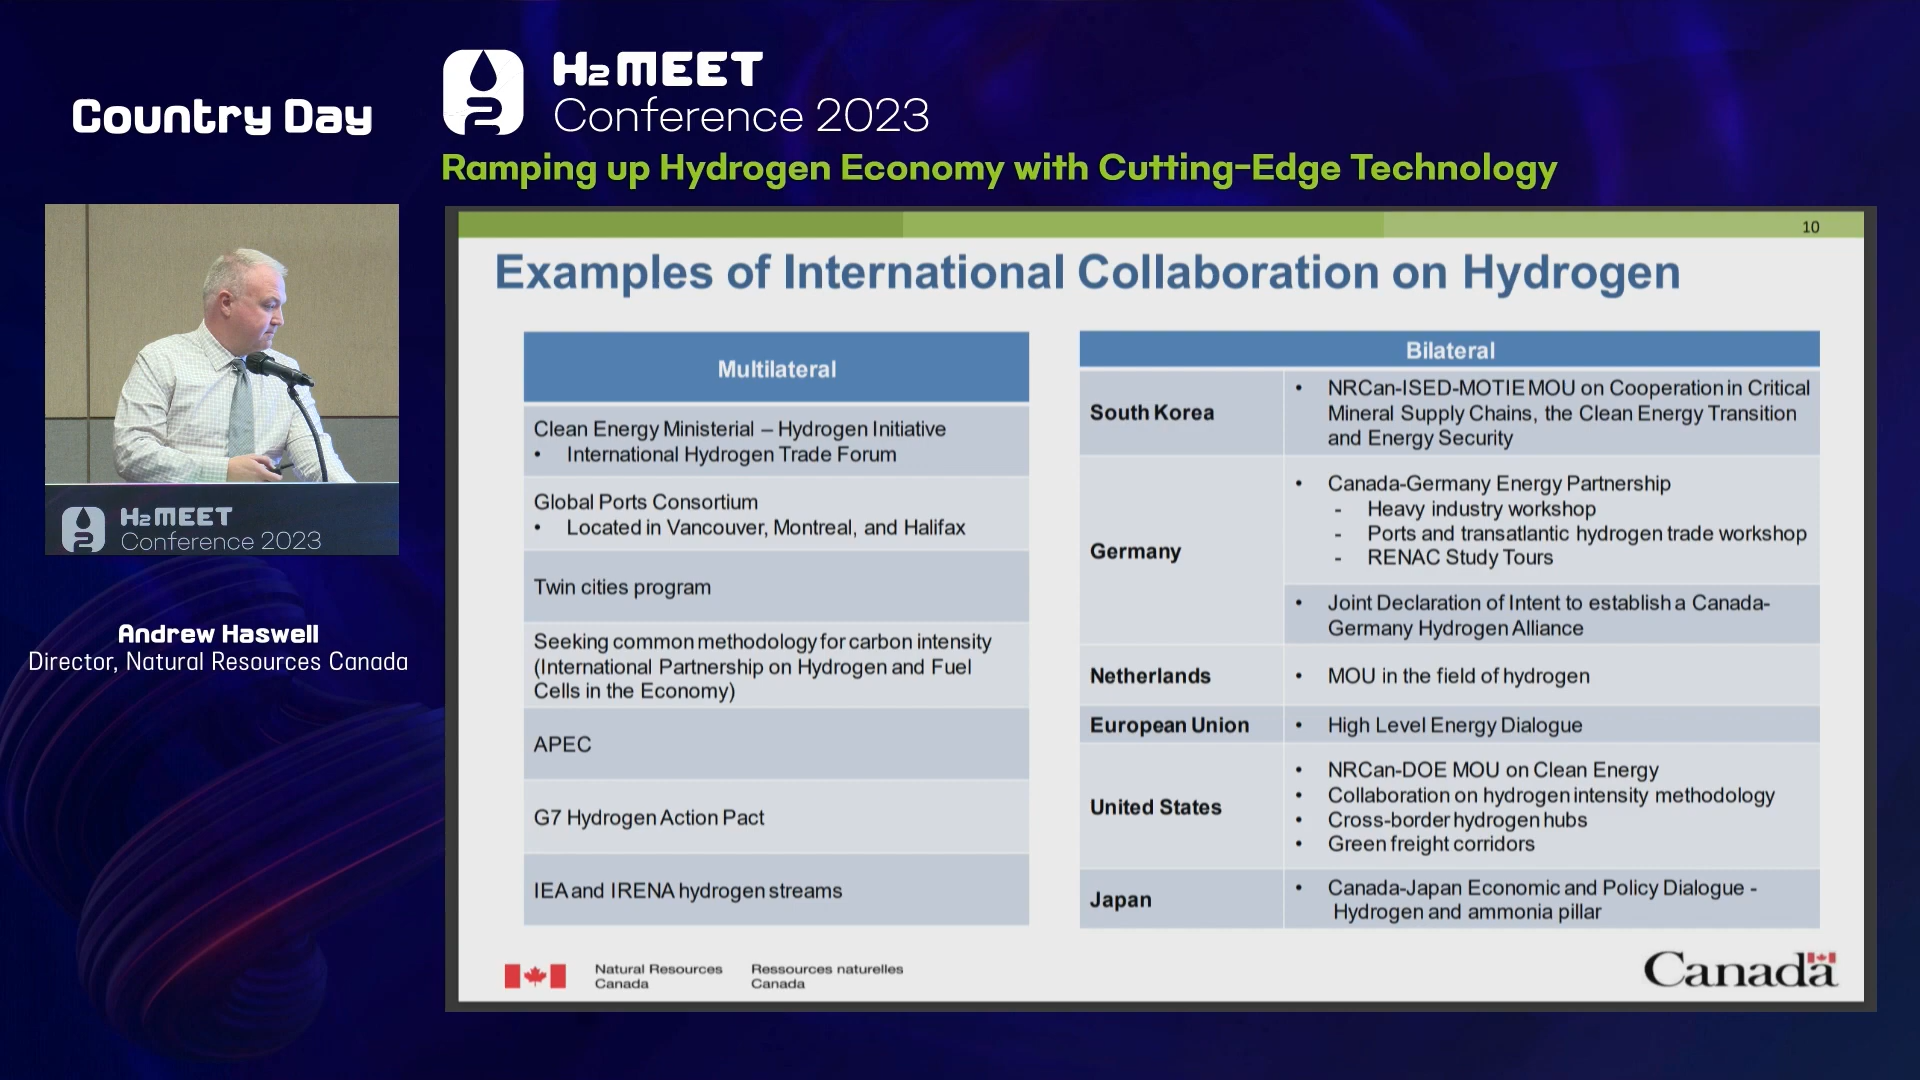 Country Day
H2 MEET
Conference 2023
Ramping up Hydrogen Economy with Cutting-Edge Technology
H2 MEET
Conference 2023
Andrew Haswell
Director, Natural Resources Canada
10
Examples of International Collaboration on Hydrogen
Multilateral
Clean Energy Ministerial – Hydrogen Initiative
• International Hydrogen Trade Forum
Global Ports Consortium
• Located in Vancouver, Montreal, and Halifax
Twin cities program
Seeking common methodology for carbon intensity
(International Partnership on Hydrogen and Fuel
Cells in the Economy)
APEC
G7 Hydrogen Action Pact
IEA and IRENA hydrogen streams
Bilateral
South Korea
• NRCan-ISED-MOTIE MOU on Cooperation in Critical
Mineral Supply Chains, the Clean Energy Transition
and Energy Security
Germany
• Canada-Germany Energy Partnership
- Heavy industry workshop
- Ports and transatlantic hydrogen trade workshop
- RENAC Study Tours
• Joint Declaration of Intent to establish a Canada-
Germany Hydrogen Alliance
Netherlands
• MOU in the field of hydrogen
European Union
• High Level Energy Dialogue
United States
• NRCan-DOE MOU on Clean Energy
• Collaboration on hydrogen intensity methodology
• Cross-border hydrogen hubs
• Green freight corridors
Japan
• Canada-Japan Economic and Policy Dialogue -
Hydrogen and ammonia pillar
Natural Resources
Canada
Ressources naturelles
Canada
Canada